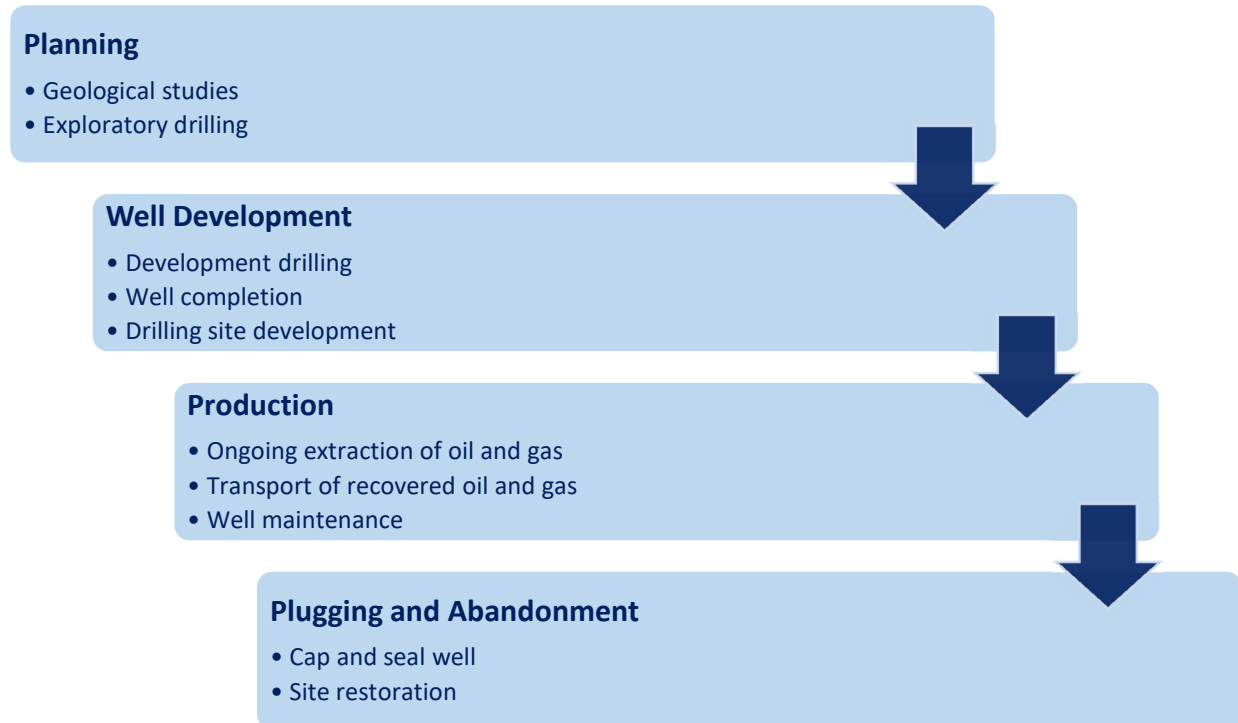 Planning
• Geological studies
• Exploratory drilling
Well Development
• Development drilling
• Well completion
• Drilling site development
Production
• Ongoing extraction of oil and gas
• Transport of recovered oil and gas
• Well maintenance
Plugging and Abandonment
• Cap and seal well
• Site restoration